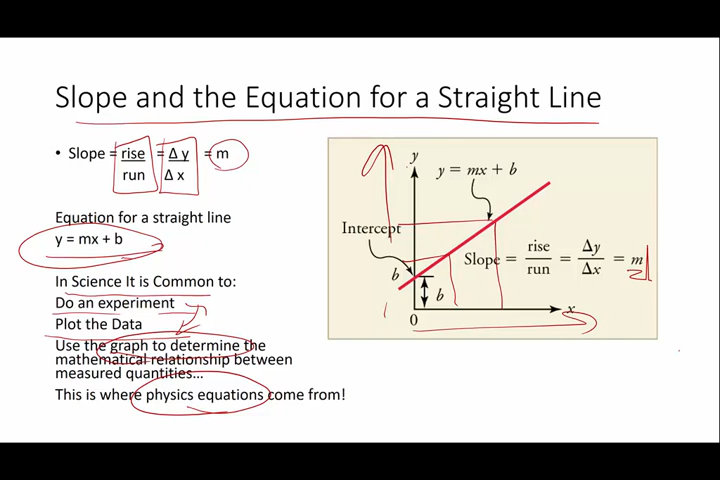 Slope and the Equation for a Straight Line
• Slope = rise = Δ y = m
run Δ x
Equation for a straight line
y = mx + b
In Science It is Common to:
Do an experiment
Plot the Data
Use the graph to determine the
mathematical relationship between
measured quantities...
This is where physics equations come from!
y
y = mx + b
Intercept
Slope = rise/run = Δy/Δx = m
b
b
0
x